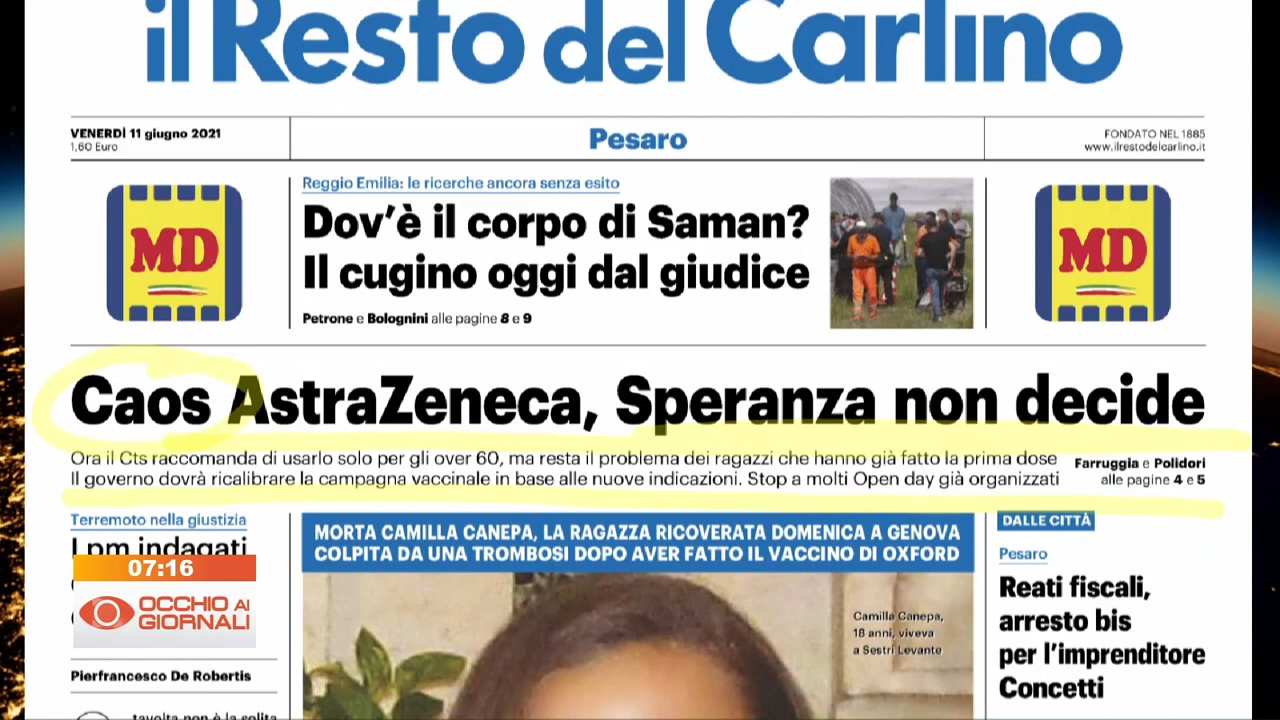 il Resto del Carlino
VENERDÌ 11 giugno 2021
1,60 Euro
Pesaro
FONDATO NEL 1885
www.ilrestodelcarlino.it
MD
Reggio Emilia: le ricerche ancora senza esito
Dov'è il corpo di Saman?
Il cugino oggi dal giudice
Petrone e Bolognini alle pagine 8 e 9
MD
Caos AstraZeneca, Speranza non decide
Ora il Cts raccomanda di usarlo solo per gli over 60, ma resta il problema dei ragazzi che hanno già fatto la prima dose
Il governo dovrà ricalibrare la campagna vaccinale in base alle nuove indicazioni. Stop a molti Open day già organizzati
Farruggia e Polidori
alle pagine 4 e 5
Terremoto nella giustizia
I pm indagati
07:16
OCCHIO AI
GIORNALI
Pierfrancesco De Robertis
tavolta non è la solita
MORTA CAMILLA CANEPA, LA RAGAZZA RICOVERATA DOMENICA A GENOVA
COLPITA DA UNA TROMBOSI DOPO AVER FATTO IL VACCINO DI OXFORD
Camilla Canepa,
18 anni, viveva
a Sestri Levante
DALLE CITTÀ
Pesaro
Reati fiscali,
arresto bis
per l'imprenditore
Concetti